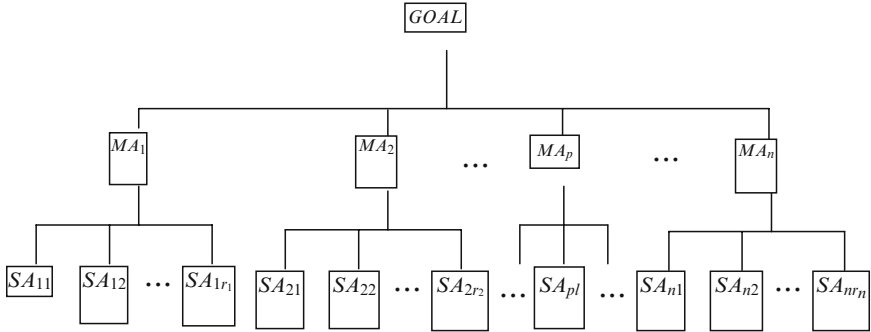 GOAL
MA₁ MA₂ ... MAₚ ... MAₙ
SA₁₁ SA₁₂ ... SA₁ᵣ₁ SA₂₁ SA₂₂ ... SA₂ᵣ₂ ... SAₚₗ ... SAₙ₁ SAₙ₂ ... SAₙᵣₙ